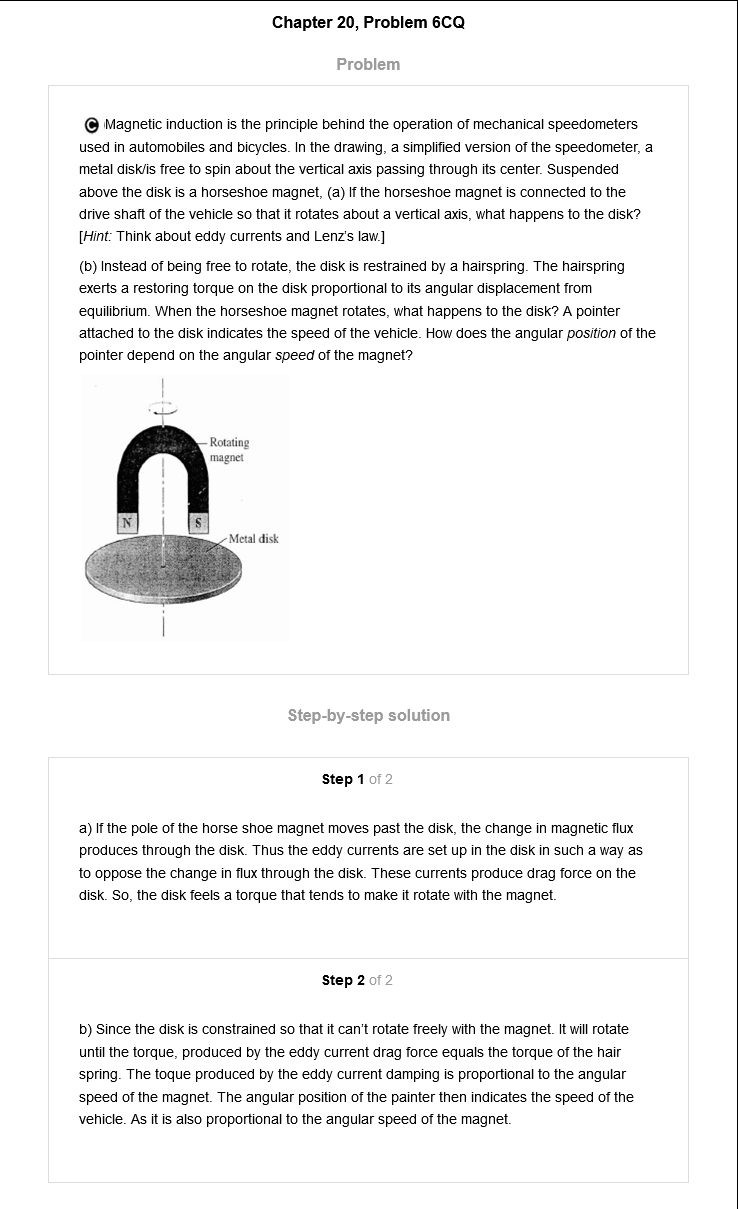 Chapter 20, Problem 6CQ
Problem
C Magnetic induction is the principle behind the operation of mechanical speedometers
used in automobiles and bicycles. In the drawing, a simplified version of the speedometer, a
metal disk/is free to spin about the vertical axis passing through its center. Suspended
above the disk is a horseshoe magnet, (a) If the horseshoe magnet is connected to the
drive shaft of the vehicle so that it rotates about a vertical axis, what happens to the disk?
[Hint: Think about eddy currents and Lenz's law.]
(b) Instead of being free to rotate, the disk is restrained by a hairspring. The hairspring
exerts a restoring torque on the disk proportional to its angular displacement from
equilibrium. When the horseshoe magnet rotates, what happens to the disk? A pointer
attached to the disk indicates the speed of the vehicle. How does the angular position of the
pointer depend on the angular speed of the magnet?
Rotating
magnet
N
S
Metal disk
Step-by-step solution
Step 1 of 2
a) If the pole of the horse shoe magnet moves past the disk, the change in magnetic flux
produces through the disk. Thus the eddy currents are set up in the disk in such a way as
to oppose the change in flux through the disk. These currents produce drag force on the
disk. So, the disk feels a torque that tends to make it rotate with the magnet.
Step 2 of 2
b) Since the disk is constrained so that it can't rotate freely with the magnet. It will rotate
until the torque, produced by the eddy current drag force equals the torque of the hair
spring. The toque produced by the eddy current damping is proportional to the angular
speed of the magnet. The angular position of the painter then indicates the speed of the
vehicle. As it is also proportional to the angular speed of the magnet.